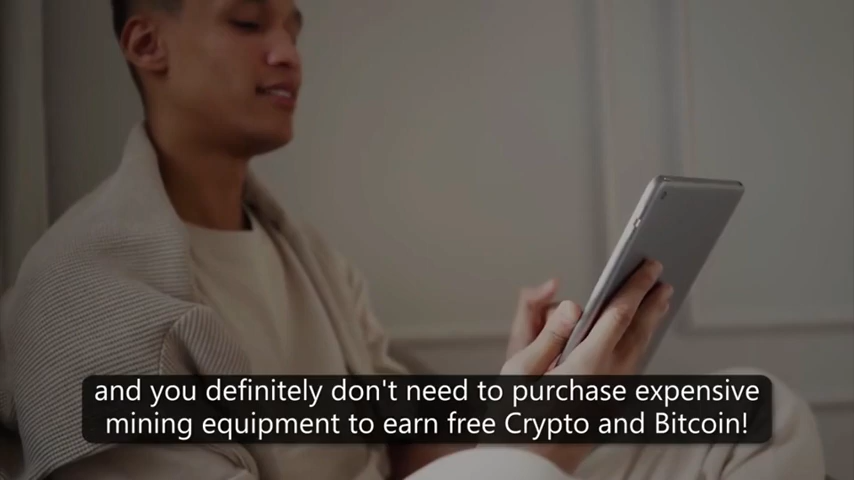 and you definitely don't need to purchase expensive
mining equipment to earn free Crypto and Bitcoin!